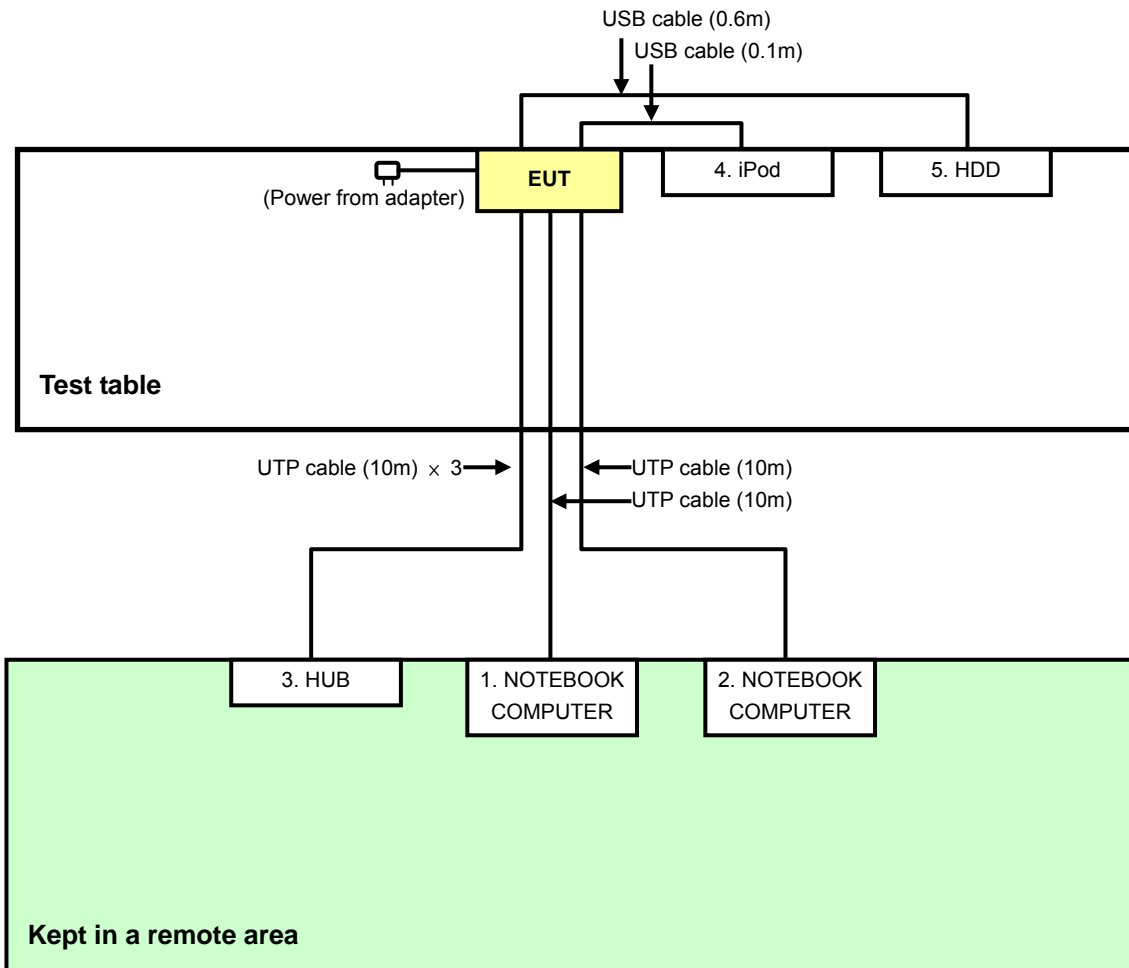 USB cable (0.6m)
USB cable (0.1m)
EUT
4. iPod
5. HDD
(Power from adapter)
Test table
UTP cable (10m) × 3
UTP cable (10m)
UTP cable (10m)
3. HUB
1. NOTEBOOK
COMPUTER
2. NOTEBOOK
COMPUTER
Kept in a remote area